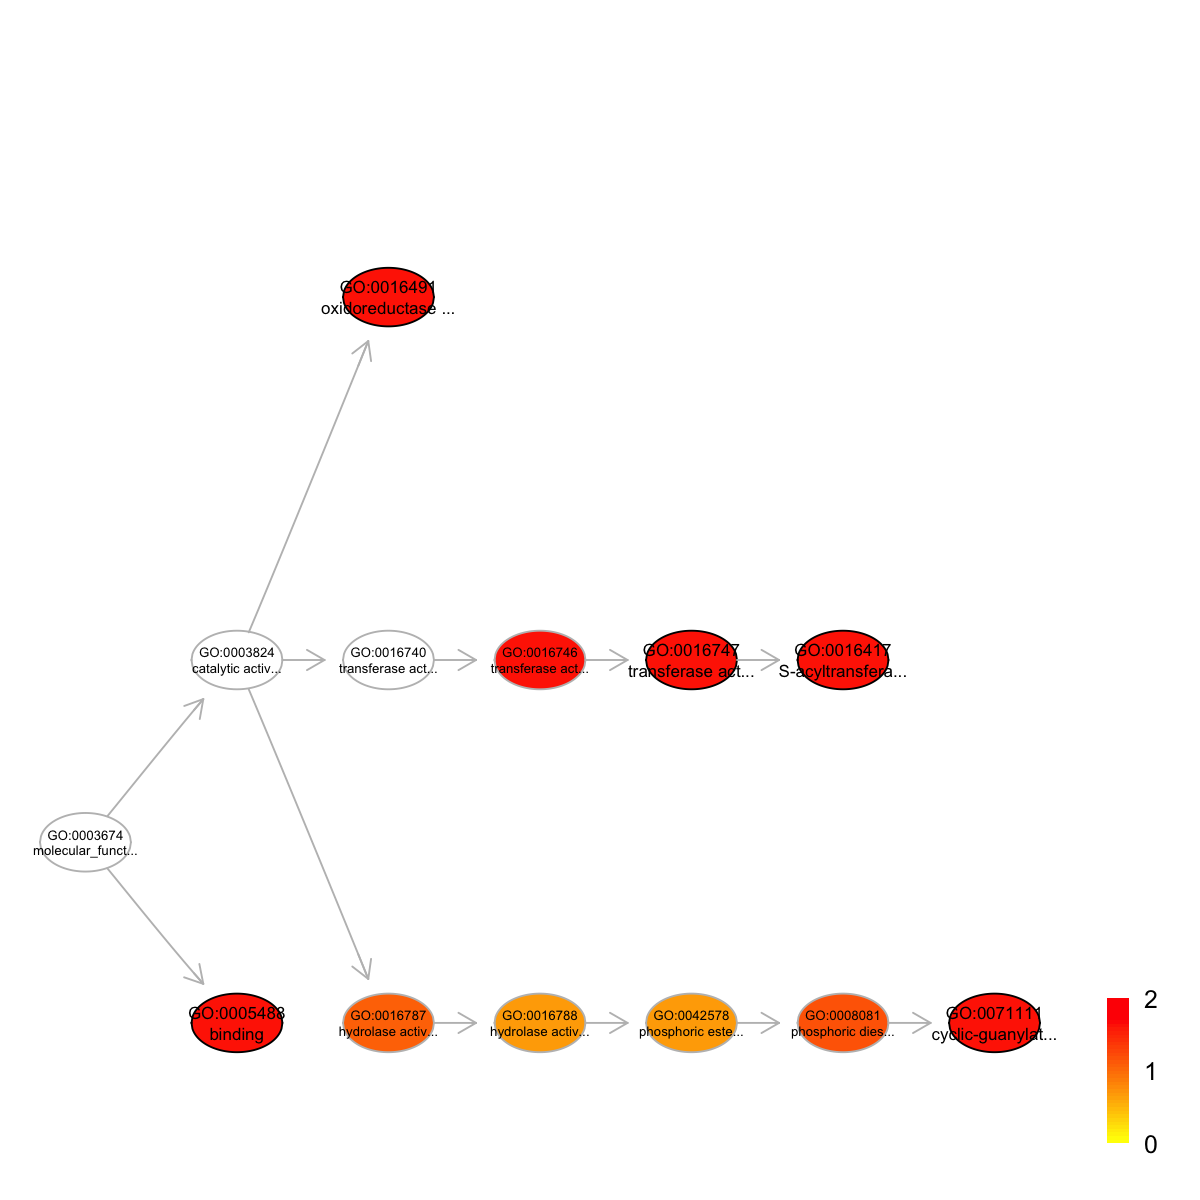 GO:0016491
oxidoreductase ...
GO:0003824
catalytic activ...
GO:0016740
transferase act...
GO:0016746
transferase act...
GO:0016747
transferase act...
GO:0016417
S-acyltransfera...
GO:0003674
molecular_funct...
GO:0005488
binding
GO:0016787
hydrolase activ...
GO:0016788
hydrolase activ...
GO:0042578
phosphoric este...
GO:0008081
phosphoric dies...
GO:0071111
cyclic-guanylat...
2
1
0